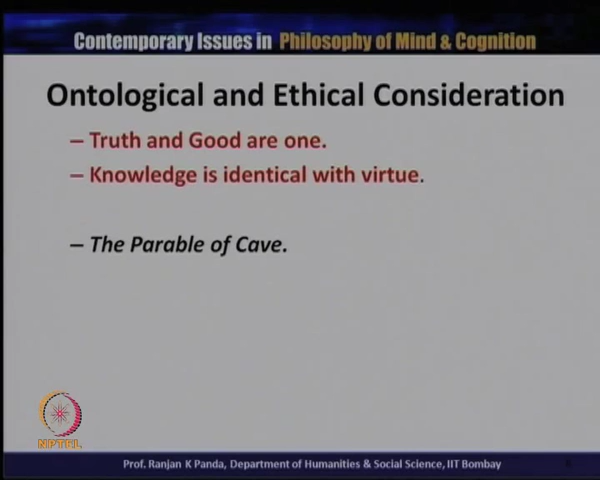 Contemporary Issues in Philosophy of Mind & Cognition
Ontological and Ethical Consideration
– Truth and Good are one.
– Knowledge is identical with virtue.
– The Parable of Cave.
NPTEL
Prof. Ranjan K Panda, Department of Humanities & Social Science, IIT Bombay